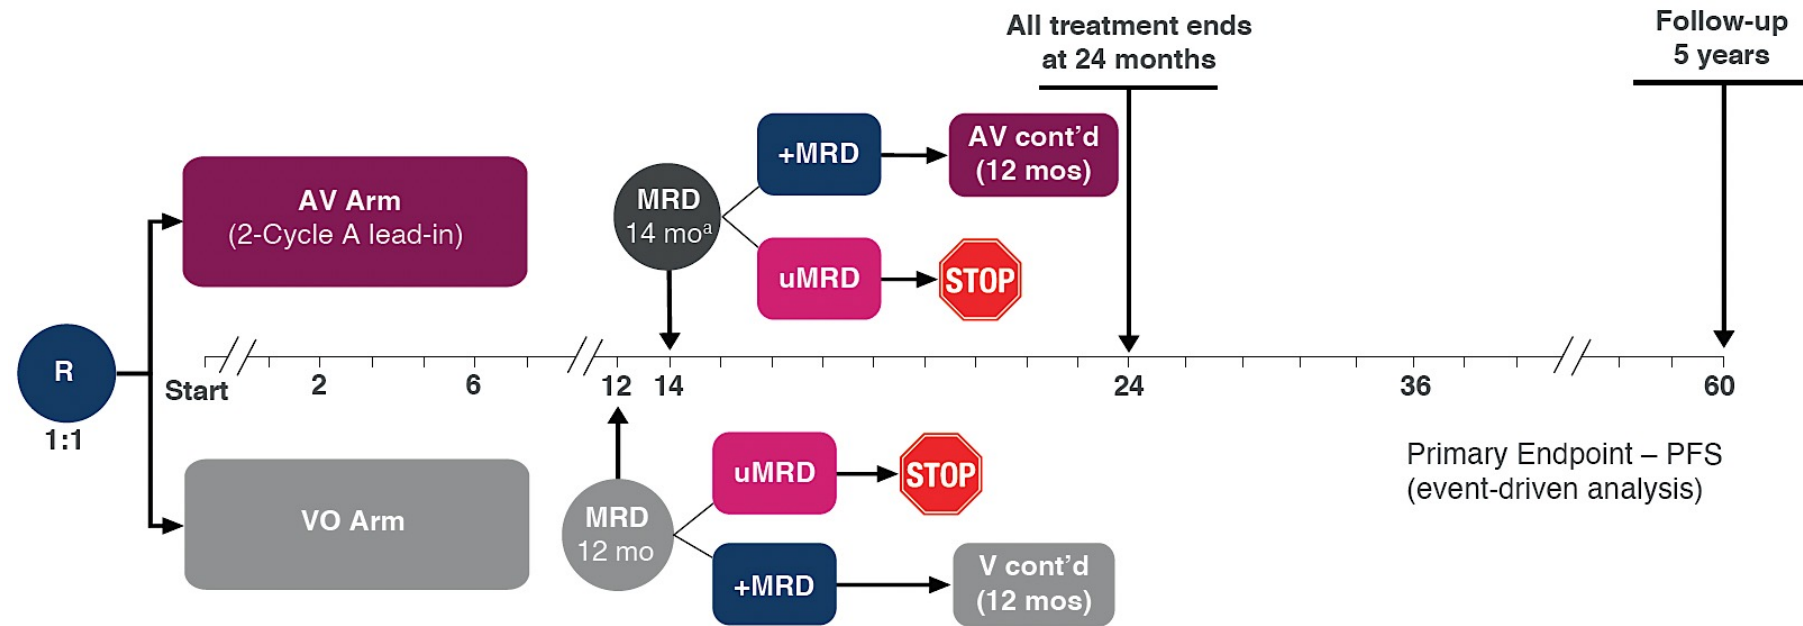 All treatment ends
at 24 months
Follow-up
5 years
AV Arm
(2-Cycle A lead-in)
MRD
14 moᵃ
+MRD
AV cont’d
(12 mos)
uMRD
STOP
R
1:1
Start
2
6
12
14
24
36
60
VO Arm
MRD
12 mo
uMRD
STOP
+MRD
V cont’d
(12 mos)
Primary Endpoint – PFS
(event-driven analysis)